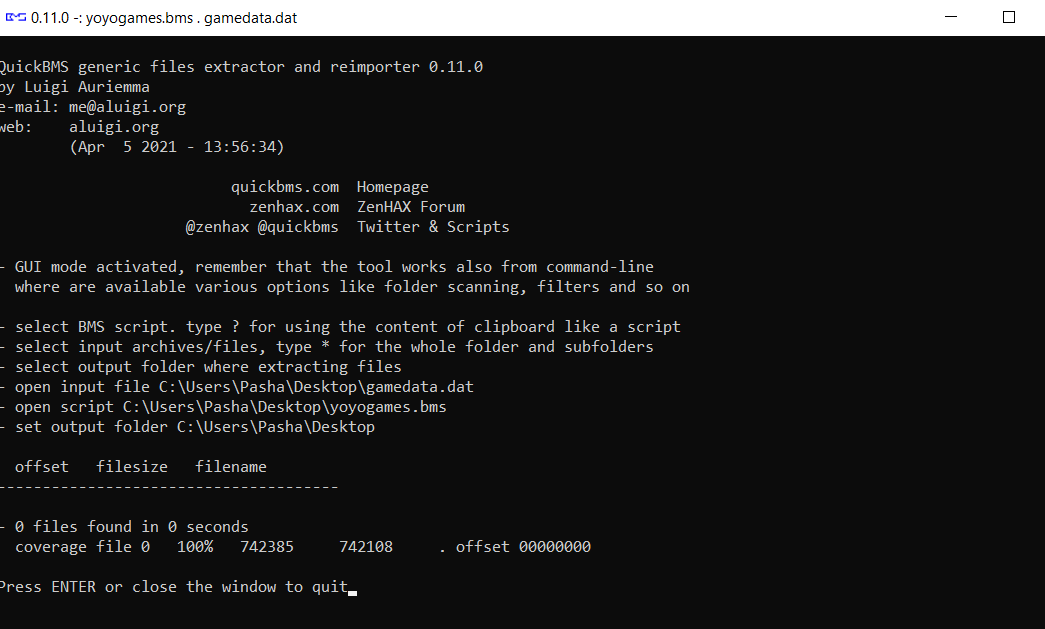 0.11.0 -: yoyogames.bms . gamedata.dat
QuickBMS generic files extractor and reimporter 0.11.0
by Luigi Auriemma
e-mail: me@aluigi.org
web:    aluigi.org
        (Apr  5 2021 - 13:56:34)
quickbms.com  Homepage
zenhax.com  ZenHAX Forum
@zenhax @quickbms  Twitter & Scripts
- GUI mode activated, remember that the tool works also from command-line
  where are available various options like folder scanning, filters and so on
- select BMS script. type ? for using the content of clipboard like a script
- select input archives/files, type * for the whole folder and subfolders
- select output folder where extracting files
- open input file C:\Users\Pasha\Desktop\gamedata.dat
- open script C:\Users\Pasha\Desktop\yoyogames.bms
- set output folder C:\Users\Pasha\Desktop
  offset   filesize   filename
--------------------------------------
- 0 files found in 0 seconds
  coverage file 0   100%   742385     742108     . offset 00000000
Press ENTER or close the window to quit